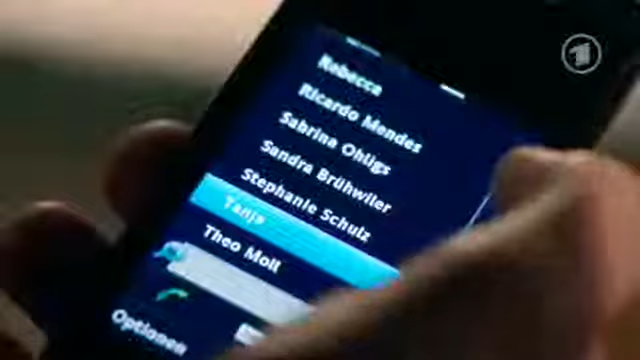 Rebecca
Ricardo Mendes
Sabrina Ohligs
Sandra Brühwiler
Stephanie Schulz
Tanja
Theo Moll
Optionen
1